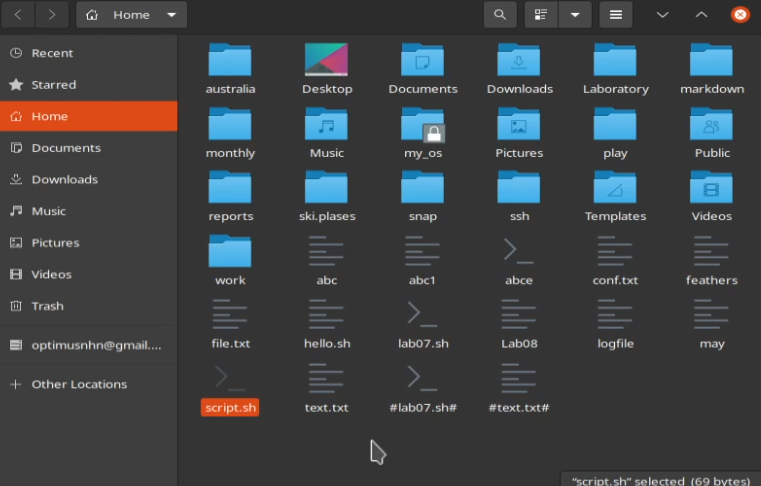 Home
Recent
Starred
Home
Documents
Downloads
Music
Pictures
Videos
Trash
optimusnhn@gmail....
Other Locations
australia Desktop Documents Downloads Laboratory markdown
monthly Music my_os Pictures play Public
reports ski.plases snap ssh Templates Videos
work abc abc1 abce conf.txt feathers
file.txt hello.sh lab07.sh Lab08 logfile may
script.sh text.txt #lab07.sh# #text.txt#
“script.sh” selected (69 bytes)